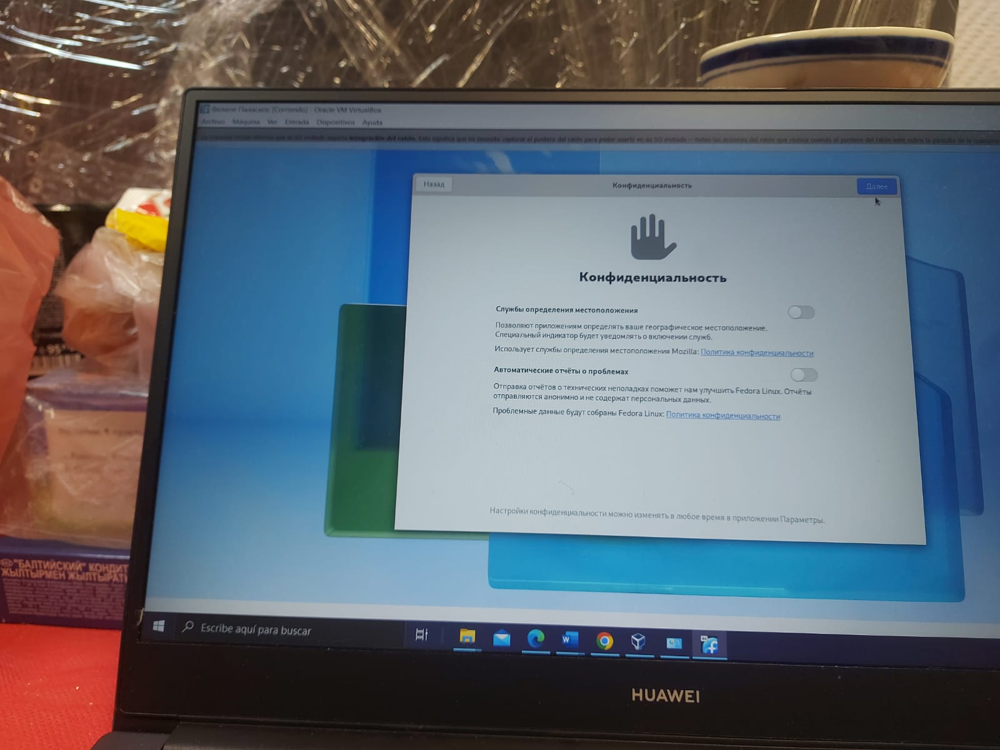 Фелипе Паласиос [Corriendo] - Oracle VM VirtualBox
Archivo Máquina Ver Entrada Dispositivos Ayuda
integración del ratón. Esto significa que no necesita capturar el puntero del ratón para poder usarlo en su SO invitado -- todas las acciones del ratón que realice cuando el puntero del ratón está sobre la pantalla de la
Назад
Конфиденциальность
Далее
Конфиденциальность
Службы определения местоположения
Позволяют приложениям определять ваше географическое местоположение.
Специальный индикатор будет уведомлять о включении служб.
Использует службы определения местоположения Mozilla: Политика конфиденциальности
Автоматические отчёты о проблемах
Отправка отчётов о технических неполадках поможет нам улучшить Fedora Linux. Отчёты
отправляются анонимно и не содержат персональных данных.
Проблемные данные будут собраны Fedora Linux: Политика конфиденциальности
Настройки конфиденциальности можно изменять в любое время в приложении Параметры.
"БАЛТИЙСКИЙ" КОНДИТ
ЖЫЛТЫРМЕН ЖЫЛТЫРАТ
Escribe aquí para buscar
HUAWEI